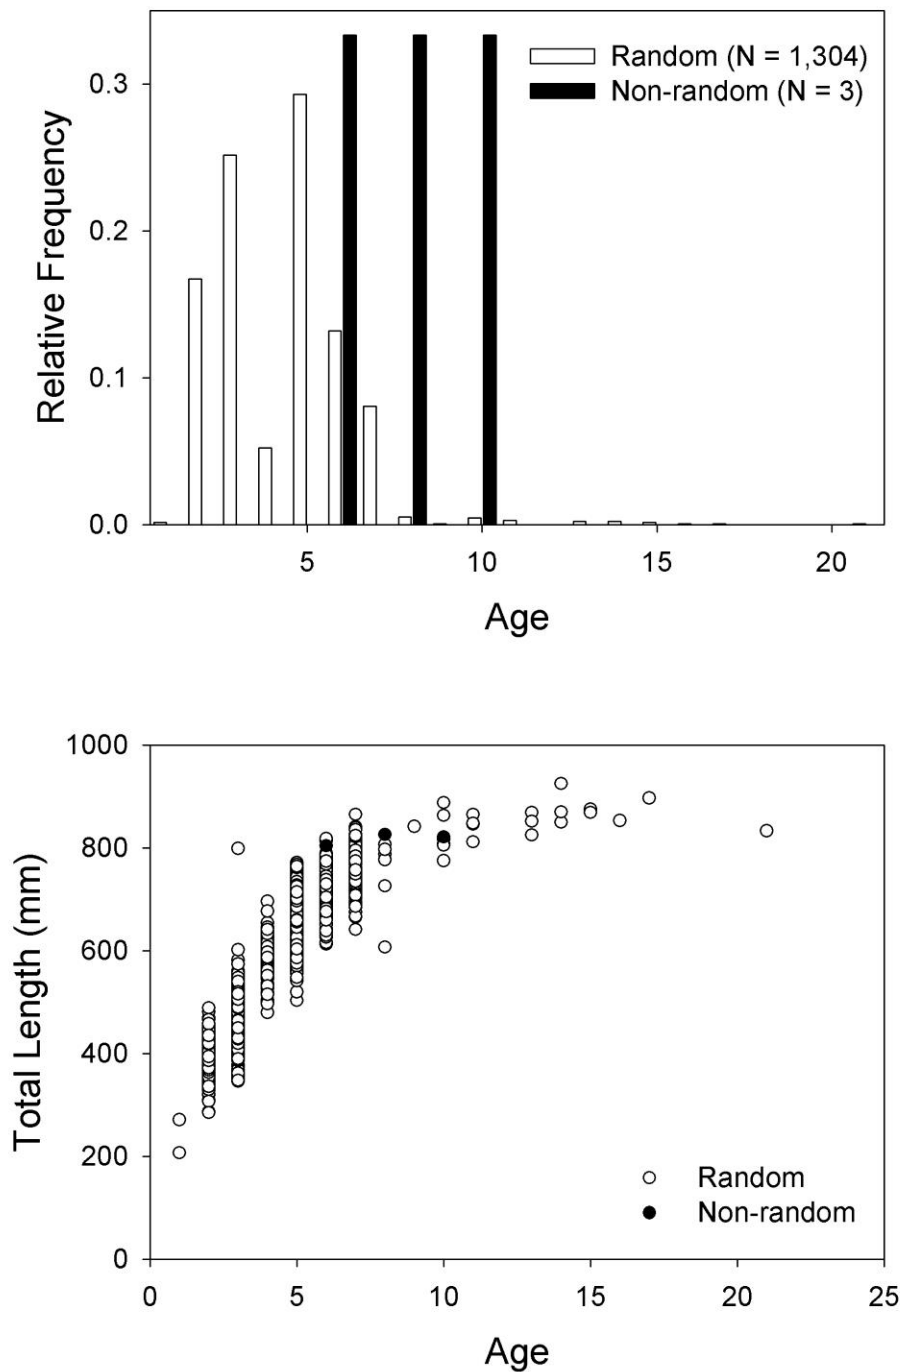 Random (N = 1,304)
Non-random (N = 3)
Relative Frequency
0.3
0.2
0.1
0.0
5 10 15 20
Age
Total Length (mm)
1000
800
600
400
200
0
Random
Non-random
0 5 10 15 20 25
Age